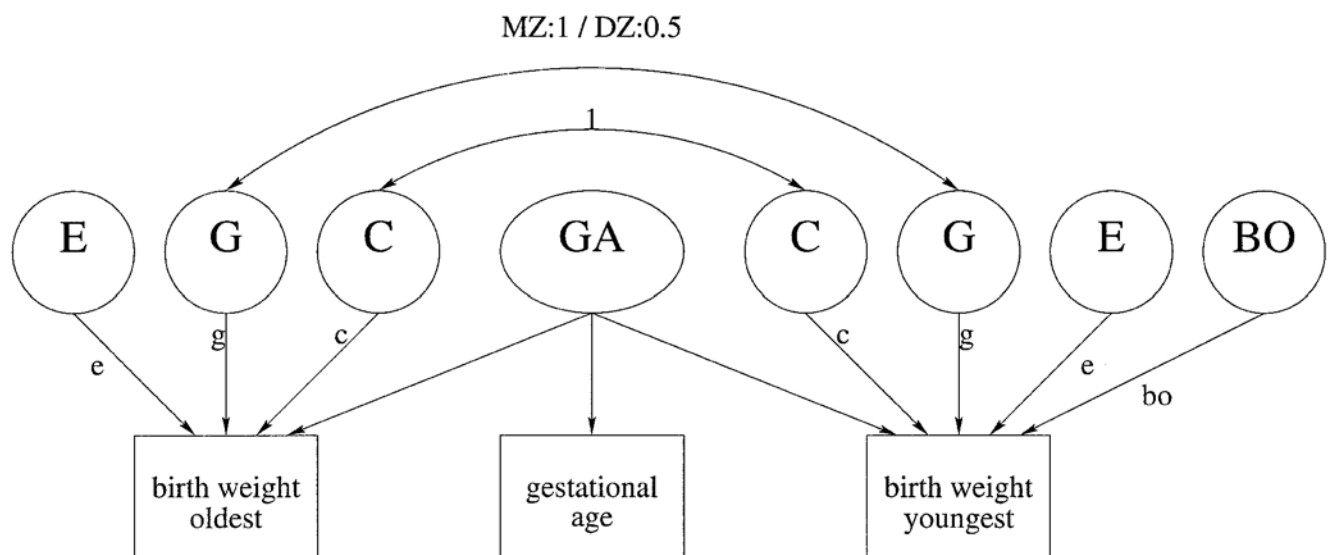 MZ:1 / DZ:0.5
1
E G C GA C G E BO
e g c c g e bo
birth weight
oldest
gestational
age
birth weight
youngest